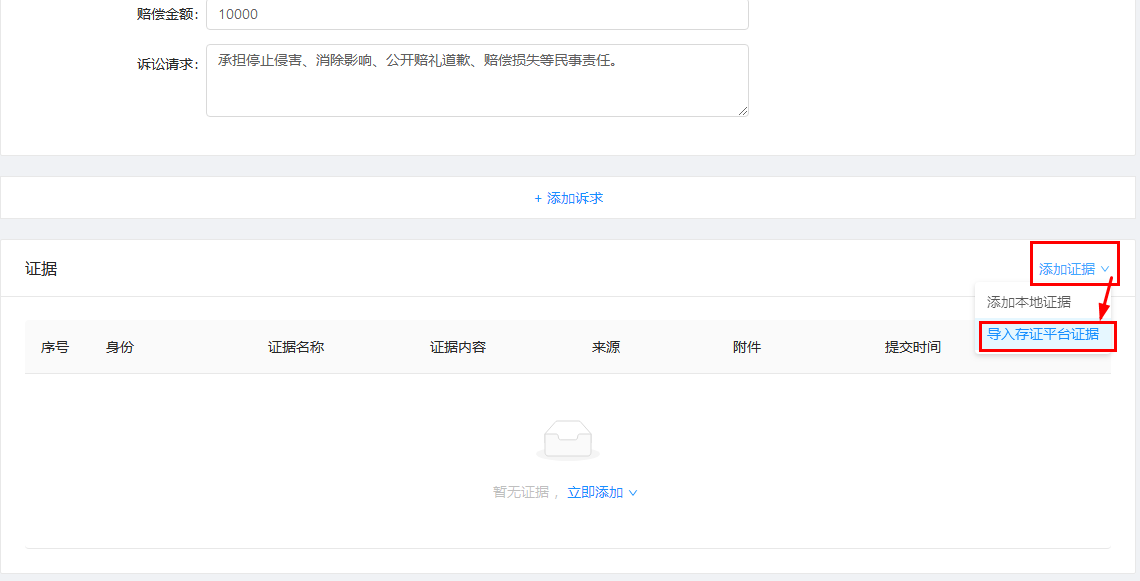 赔偿金额: 10000
诉讼请求: 承担停止侵害、消除影响、公开赔礼道歉、赔偿损失等民事责任。
+ 添加诉求
证据 添加证据
添加本地证据
导入存证平台证据
序号 身份 证据名称 证据内容 来源 附件 提交时间
暂无证据， 立即添加